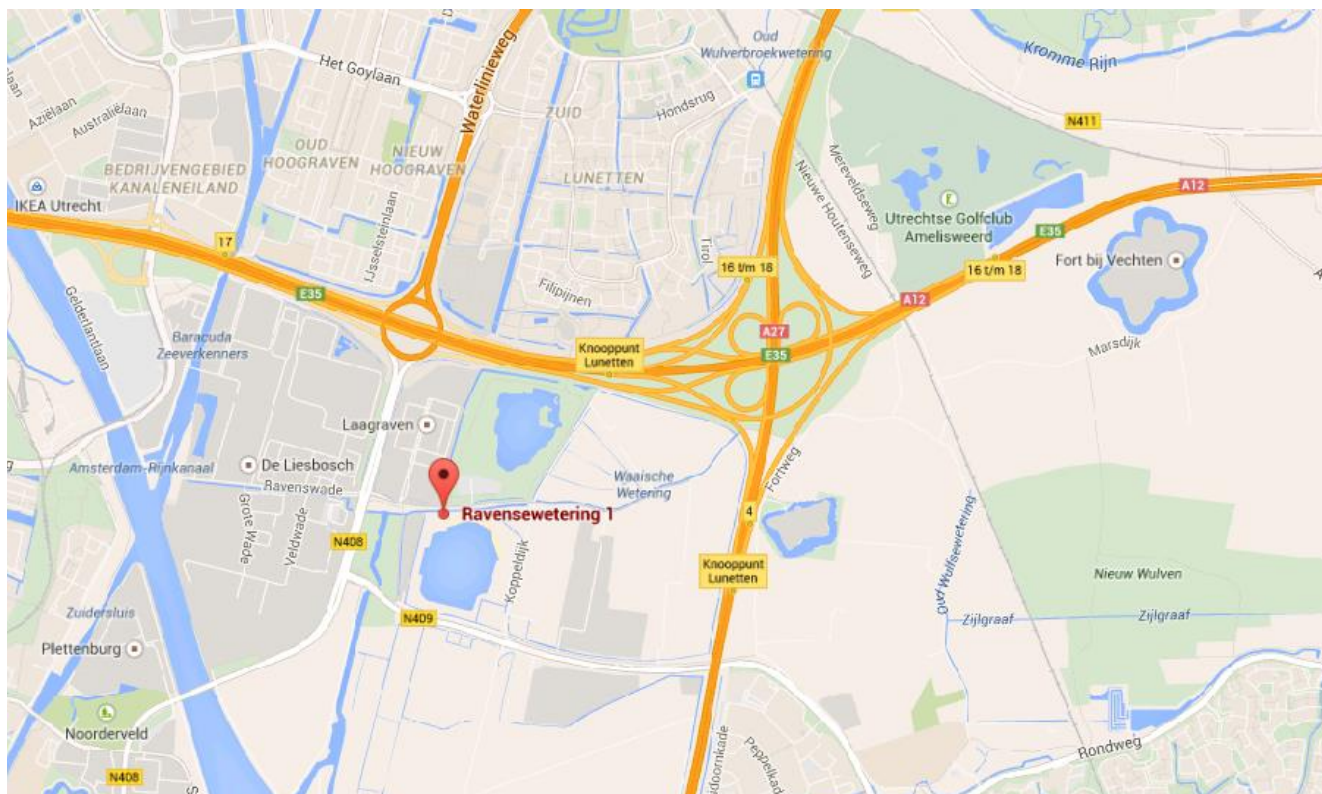 Oud
Wulverbroekwetering
Kromme Rijn
Het Goylaan
Waterlinieweg
Aziëlaan
Australiëlaan
ZUID
Hondsrug
N411
OUD
HOOGRAVEN
NIEUW
HOOGRAVEN
BEDRIJVENGEBIED
KANALENEILAND
LUNETTEN
Mereveldseweg
Nieuwe Houtenseweg
A12
IKEA Utrecht
Utrechtse Golfclub
Amelisweerd
E35
17
IJsselsteinlaan
Tirol
16 t/m 18
16 t/m 18
Fort bij Vechten
Gelderlantlaan
E35
Filipijnen
A12
Baracuda
Zeeverkenners
Knooppunt
Lunetten
A27
E35
Marsdijk
Laagraven
De Liesbosch
Amsterdam-Rijnkanaal
Ravenswade
Waaische
Wetering
Fortweg
Grote Wade
Veldwade
Ravensewetering 1
4
N408
Koppeldijk
Knooppunt
Lunetten
Oud Wulfsewetering
Nieuw Wulven
Zuidersluis
N409
Zijlgraaf
Zijlgraaf
Plettenburg
Noorderveld
Rondweg
N408